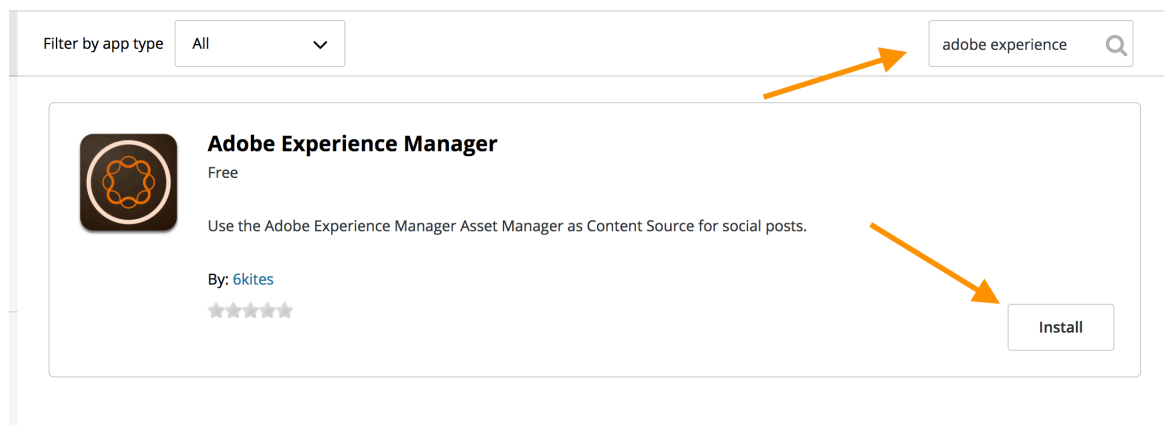 Filter by app type
All
adobe experience
Adobe Experience Manager
Free
Use the Adobe Experience Manager Asset Manager as Content Source for social posts.
By: 6kites
Install